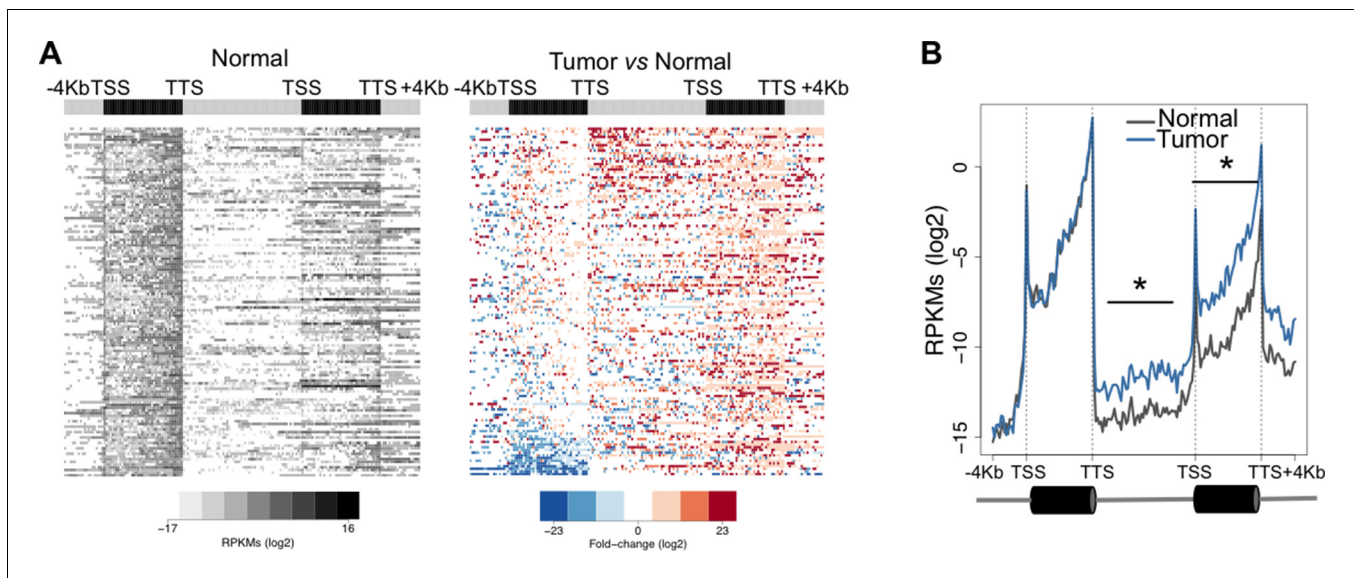 A
Normal
-4Kb TSS TTS TSS TTS +4Kb
−17 16
RPKMs (log2)
Tumor vs Normal
-4Kb TSS TTS TSS TTS +4Kb
−23 0 23
Fold−change (log2)
B
Normal
Tumor
*
*
RPKMs (log2)
0
−5
−10
−15
-4Kb TSS TTS TSS TTS+4Kb